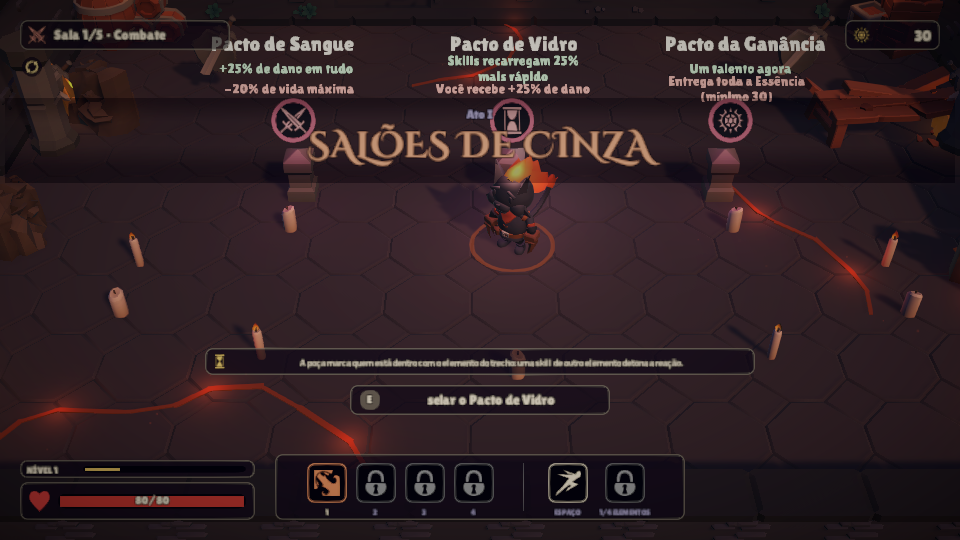 Sala 1/5 - Combate
30
Pacto de Sangue
+25% de dano em tudo
-20% de vida máxima
Pacto de Vidro
Skills recarregam 25%
mais rápido
Você recebe +25% de dano
Pacto da Ganância
Um talento agora
Entrega toda a Essência
(mínimo 30)
Ato I
SALÕES DE CINZA
A poça marca quem está dentro com o elemento do trecho: uma skill de outro elemento detona a reação.
E
selar o Pacto de Vidro
NÍVEL 1
80/80
1
2
3
4
ESPAÇO
1/4 ELEMENTOS